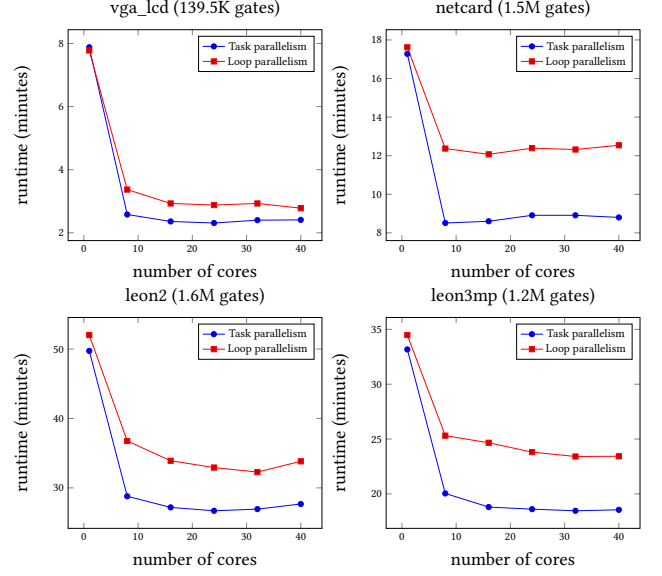 vga_lcd (139.5K gates)
8
6
4
2
runtime (minutes)
Task parallelism
Loop parallelism
0 10 20 30 40
number of cores
netcard (1.5M gates)
18
16
14
12
10
8
runtime (minutes)
Task parallelism
Loop parallelism
0 10 20 30 40
number of cores
leon2 (1.6M gates)
50
40
30
runtime (minutes)
Task parallelism
Loop parallelism
0 10 20 30 40
number of cores
leon3mp (1.2M gates)
35
30
25
20
runtime (minutes)
Task parallelism
Loop parallelism
0 10 20 30 40
number of cores